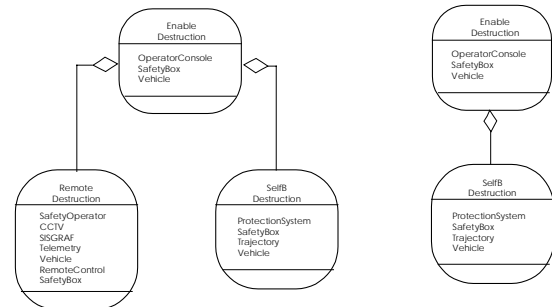 Enable
Destruction
OperatorConsole
SafetyBox
Vehicle
Remote
Destruction
SafetyOperator
CCTV
SISGRAF
Telemetry
Vehicle
RemoteControl
SafetyBox
SelfB
Destruction
ProtectionSystem
SafetyBox
Trajectory
Vehicle
Enable
Destruction
OperatorConsole
SafetyBox
Vehicle
SelfB
Destruction
ProtectionSystem
SafetyBox
Trajectory
Vehicle